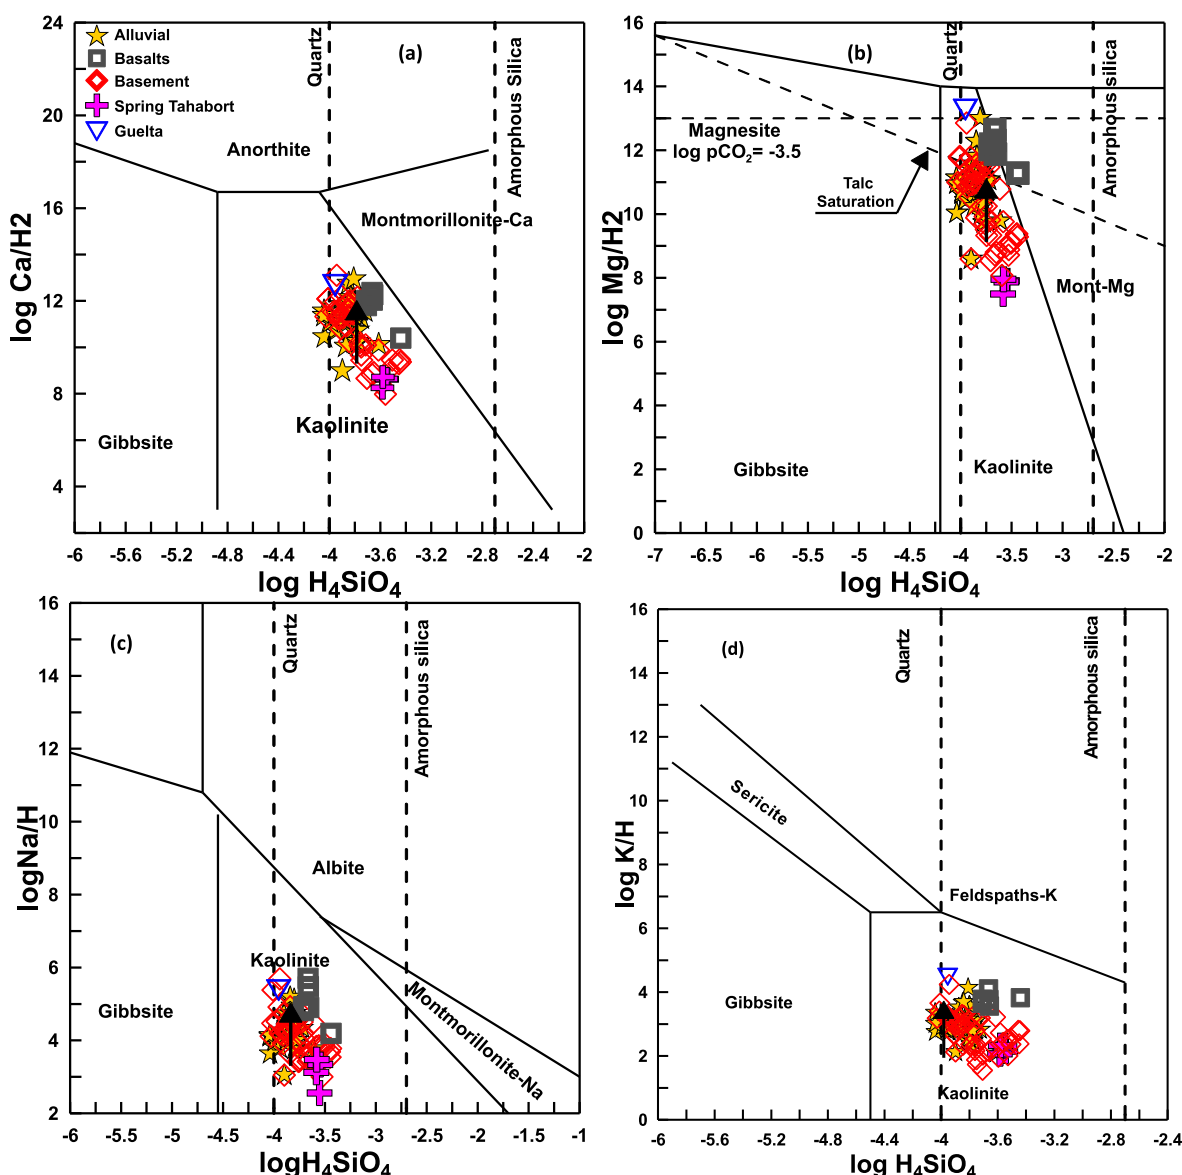 24
20
16
12
8
4
log Ca/H2
Alluvial
Basalts
Basement
Spring Tahabort
Guelta
(a)
Quartz
Amorphous Silica
Anorthite
Montmorillonite-Ca
Kaolinite
Gibbsite
-6 -5.6 -5.2 -4.8 -4.4 -4 -3.6 -3.2 -2.8 -2.4 -2
log H₄SiO₄
16
14
12
10
8
6
4
2
0
log Mg/H2
(b)
Quartz
Amorphous silica
Magnesite
log pCO₂= -3.5
Talc
Saturation
Mont-Mg
Gibbsite
Kaolinite
-7 -6.5 -6 -5.5 -5 -4.5 -4 -3.5 -3 -2.5 -2
log H₄SiO₄
16
14
12
10
8
6
4
2
logNa/H
(c)
Quartz
Amorphous silica
Albite
Kaolinite
Gibbsite
Montmorillonite-Na
-6 -5.5 -5 -4.5 -4 -3.5 -3 -2.5 -2 -1.5 -1
logH₄SiO₄
16
14
12
10
8
6
4
2
0
log K/H
(d)
Quartz
Amorphous silica
Sericite
Feldspaths-K
Gibbsite
Kaolinite
-6 -5.6 -5.2 -4.8 -4.4 -4 -3.6 -3.2 -2.8 -2.4
log H₄SiO₄